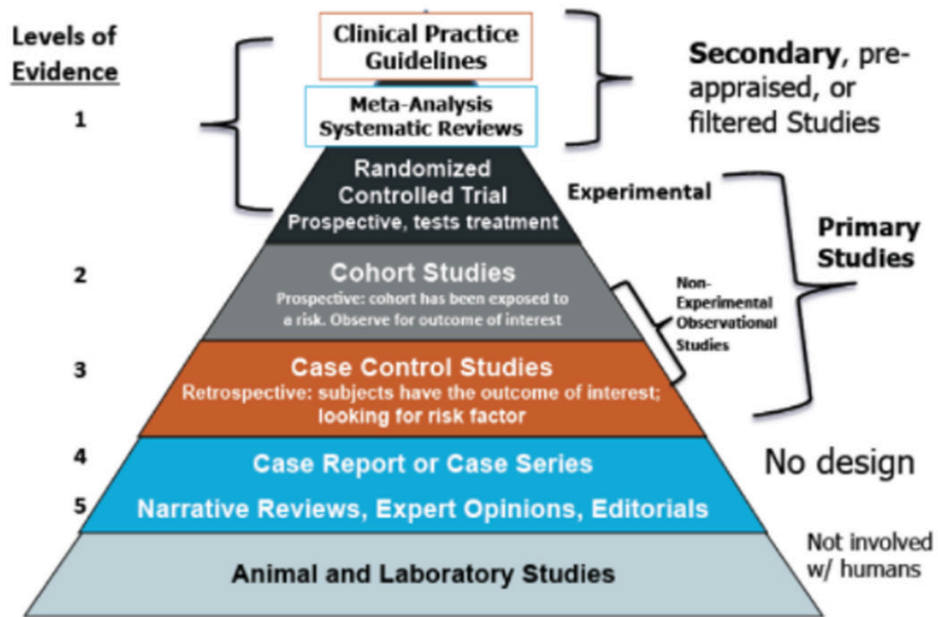 Levels of
Evidence
1
2
3
4
5
Clinical Practice
Guidelines
Meta-Analysis
Systematic Reviews
Randomized
Controlled Trial
Prospective, tests treatment
Cohort Studies
Prospective: cohort has been exposed to
a risk. Observe for outcome of interest
Case Control Studies
Retrospective: subjects have the outcome of interest;
looking for risk factor
Case Report or Case Series
Narrative Reviews, Expert Opinions, Editorials
Animal and Laboratory Studies
Secondary, pre-
appraised, or
filtered Studies
Experimental
Primary
Studies
Non-
Experimental
Observational
Studies
No design
Not involved
w/ humans